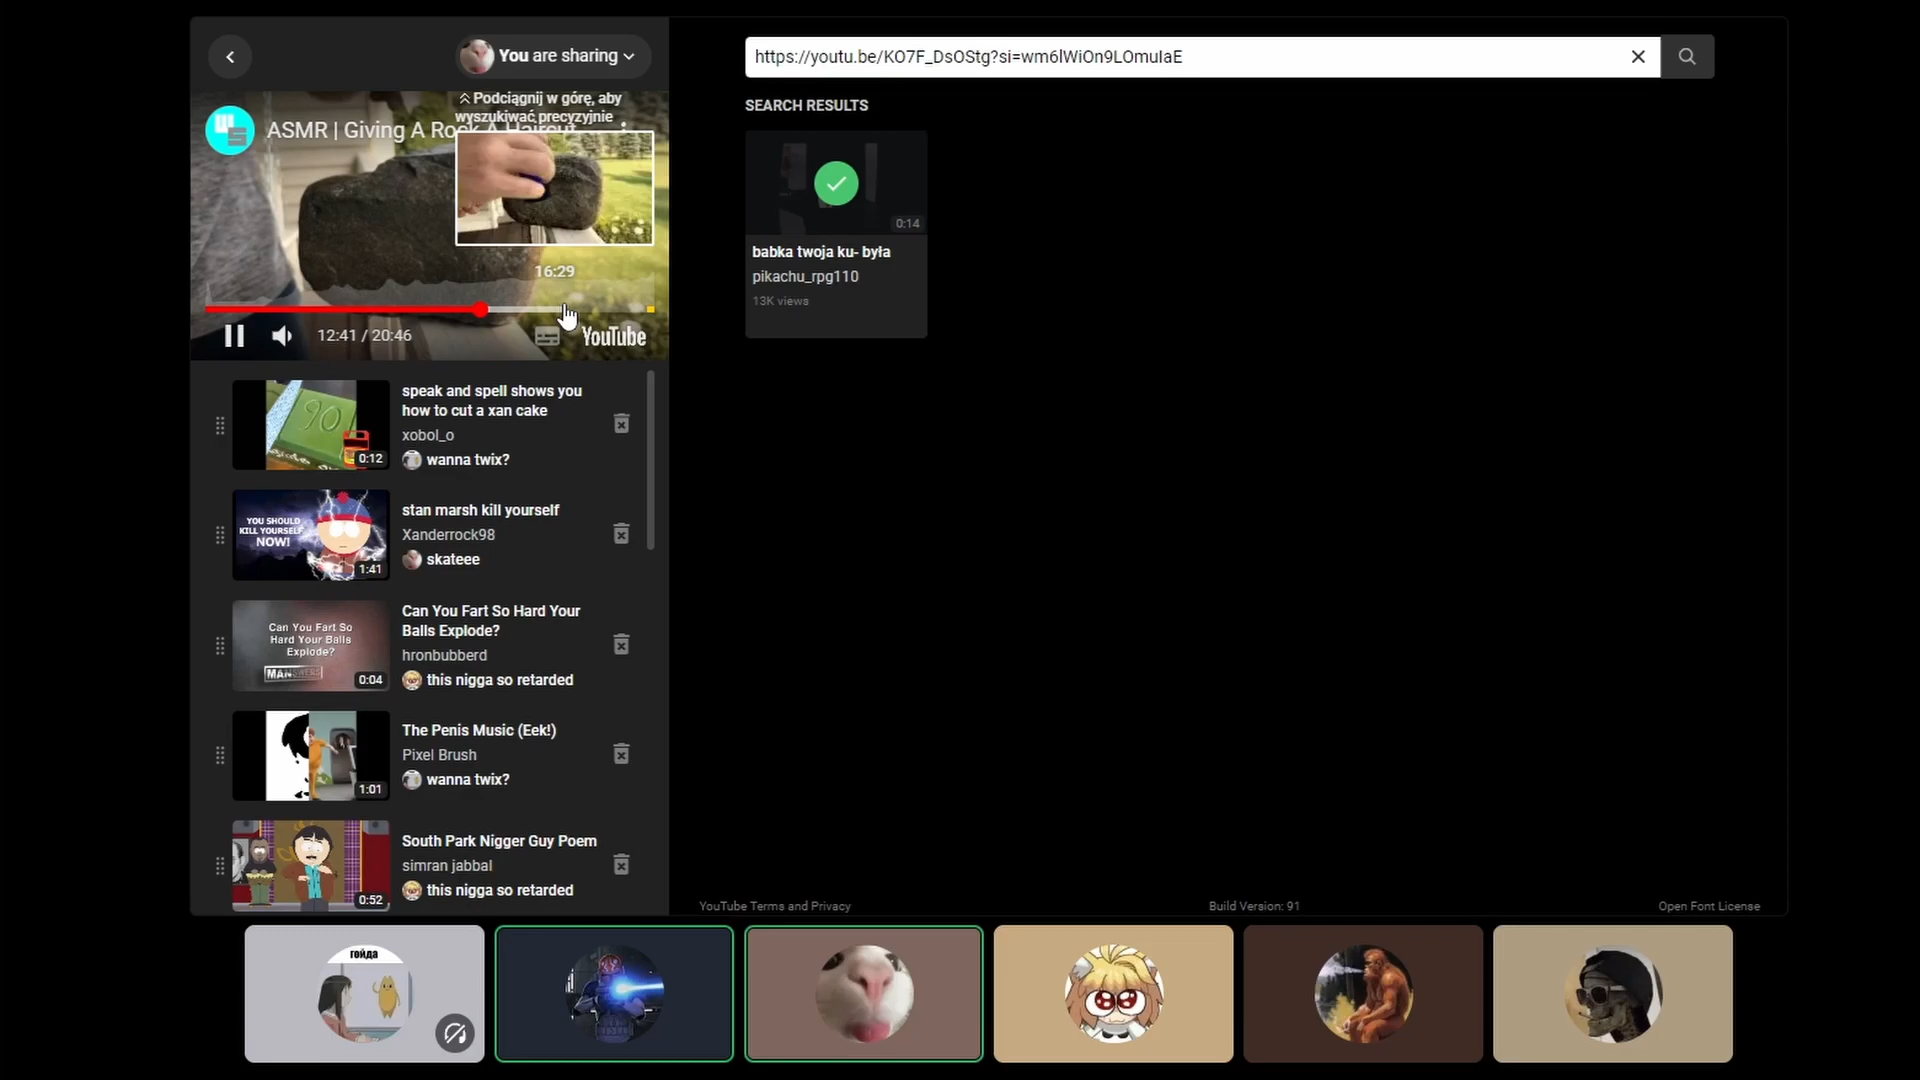 You are sharing
https://youtu.be/KO7F_DsOStg?si=wm6lWiOn9LOmuIaE
SEARCH RESULTS
Podciągnij w górę, aby
wyszukiwać precyzyjnie
ASMR | Giving A Rock A Haircut
16:29
12:41 / 20:46
YouTube
0:14
babka twoja ku- była
pikachu_rpg110
13K views
90
0:12
speak and spell shows you
how to cut a xan cake
xobol_o
wanna twix?
YOU SHOULD
KILL YOURSELF
NOW!
1:41
stan marsh kill yourself
Xanderrock98
skateee
Can You Fart So
Hard Your Balls
Explode?
MANSWERS
0:04
Can You Fart So Hard Your
Balls Explode?
hronbubberd
this nigga so retarded
1:01
The Penis Music (Eek!)
Pixel Brush
wanna twix?
0:52
South Park Nigger Guy Poem
simran jabbal
this nigga so retarded
YouTube Terms and Privacy
Build Version: 91
Open Font License
гойда